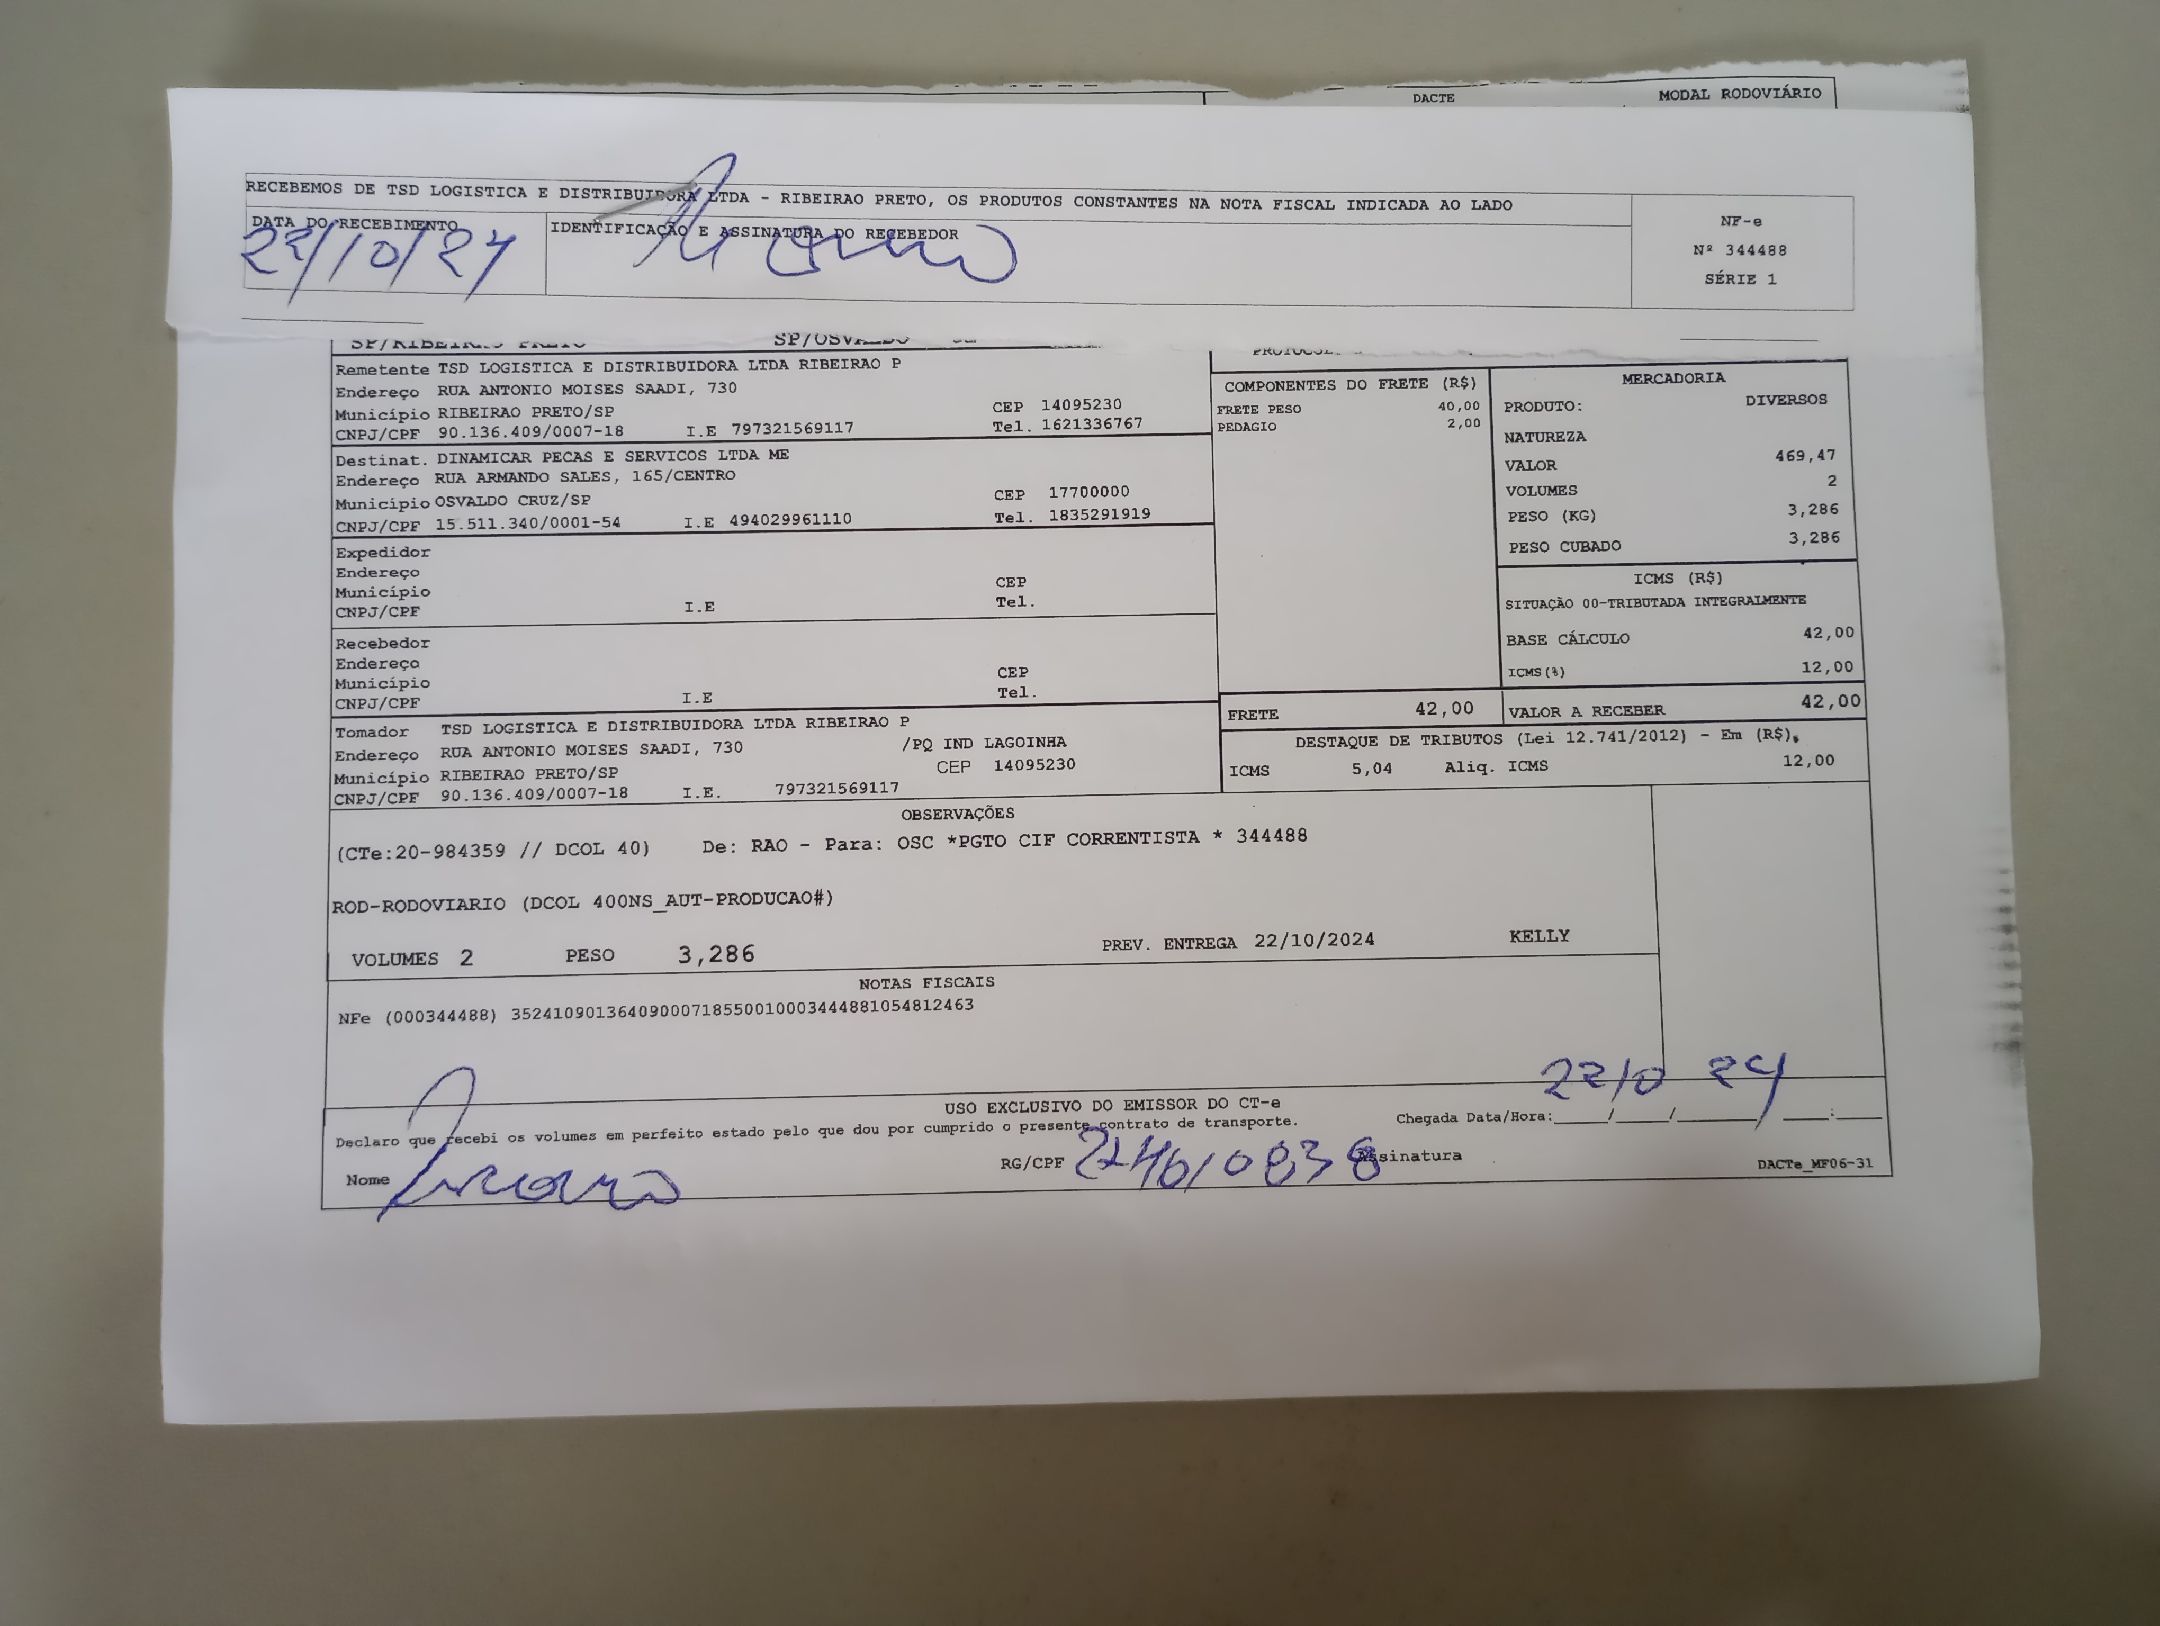 DACTE MODAL RODOVIÁRIO
RECEBEMOS DE TSD LOGISTICA E DISTRIBUIDORA LTDA - RIBEIRAO PRETO, OS PRODUTOS CONSTANTES NA NOTA FISCAL INDICADA AO LADO
DATA DO RECEBIMENTO
22/10/24
IDENTIFICAÇÃO E ASSINATURA DO RECEBEDOR
NF-e
Nº 344488
SÉRIE 1
SP/RIBEIRAO PRETO SP/OSVALDO
Remetente TSD LOGISTICA E DISTRIBUIDORA LTDA RIBEIRAO P
Endereço RUA ANTONIO MOISES SAADI, 730
Município RIBEIRAO PRETO/SP CEP 14095230
CNPJ/CPF 90.136.409/0007-18 I.E 797321569117 Tel. 1621336767
Destinat. DINAMICAR PECAS E SERVICOS LTDA ME
Endereço RUA ARMANDO SALES, 165/CENTRO
Município OSVALDO CRUZ/SP CEP 17700000
CNPJ/CPF 15.511.340/0001-54 I.E 494029961110 Tel. 1835291919
Expedidor
Endereço
Município CEP
CNPJ/CPF I.E Tel.
Recebedor
Endereço
Município CEP
CNPJ/CPF I.E Tel.
Tomador TSD LOGISTICA E DISTRIBUIDORA LTDA RIBEIRAO P
Endereço RUA ANTONIO MOISES SAADI, 730 /PQ IND LAGOINHA
Município RIBEIRAO PRETO/SP CEP 14095230
CNPJ/CPF 90.136.409/0007-18 I.E. 797321569117
COMPONENTES DO FRETE (R$)
FRETE PESO 40,00
PEDAGIO 2,00
MERCADORIA
PRODUTO: DIVERSOS
NATUREZA
VALOR 469,47
VOLUMES 2
PESO (KG) 3,286
PESO CUBADO 3,286
ICMS (R$)
SITUAÇÃO 00-TRIBUTADA INTEGRALMENTE
BASE CÁLCULO 42,00
ICMS(%) 12,00
FRETE 42,00 VALOR A RECEBER 42,00
DESTAQUE DE TRIBUTOS (Lei 12.741/2012) - Em (R$),
ICMS 5,04 Aliq. ICMS 12,00
OBSERVAÇÕES
(CTe:20-984359 // DCOL 40) De: RAO - Para: OSC *PGTO CIF CORRENTISTA * 344488
ROD-RODOVIARIO (DCOL 400NS_AUT-PRODUCAO#)
VOLUMES 2 PESO 3,286 PREV. ENTREGA 22/10/2024 KELLY
NOTAS FISCAIS
NFe (000344488) 35241090136409000718550010003444881054812463
22/10 24
USO EXCLUSIVO DO EMISSOR DO CT-e
Declaro que recebi os volumes em perfeito estado pelo que dou por cumprido o presente contrato de transporte. Chegada Data/Hora:____/____/______ ___:___
Nome RG/CPF Assinatura DACTe_MF06-31